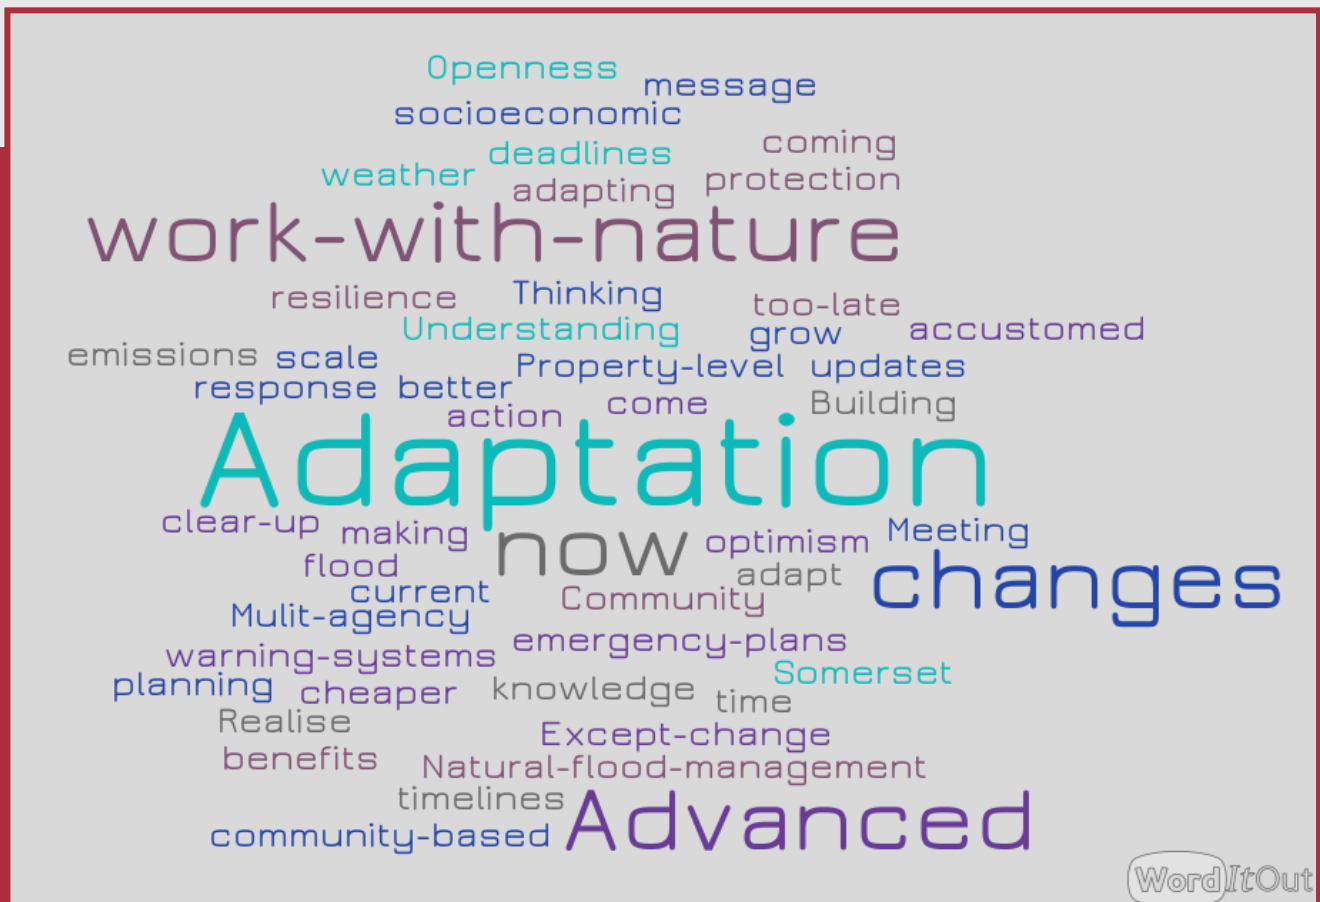 Openness
message
socioeconomic
coming
deadlines
weather
adapting
protection
work-with-nature
resilience
Thinking
too-late
Understanding
grow
accustomed
emissions
scale
Property-level
updates
response
better
action
come
Building
Adaptation
clear-up
making
now
optimism
Meeting
flood
adapt
changes
current
Community
Mulit-agency
emergency-plans
warning-systems
Somerset
planning
cheaper
knowledge
time
Realise
Except-change
benefits
Natural-flood-management
timelines
Advanced
community-based
WordItOut